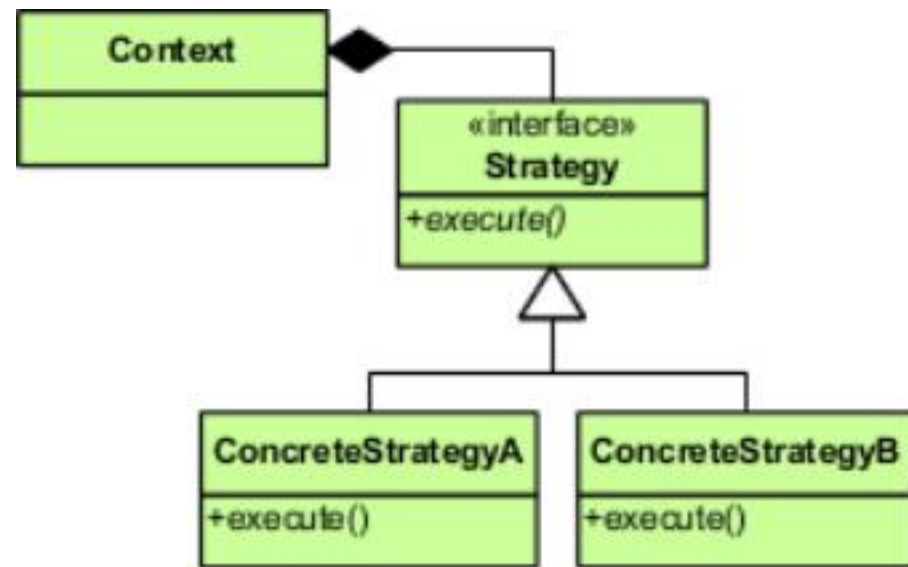 Context
«interface»
Strategy
+execute()
ConcreteStrategyA
+execute()
ConcreteStrategyB
+execute()